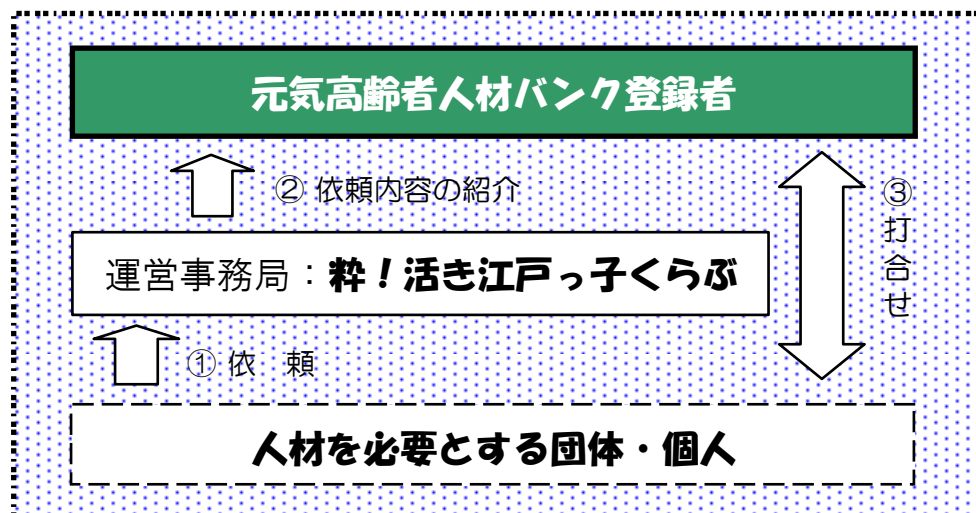 元気高齢者人材バンク登録者
② 依頼内容の紹介
③打合せ
運営事務局：粋！活き江戸っ子くらぶ
① 依　頼
人材を必要とする団体・個人